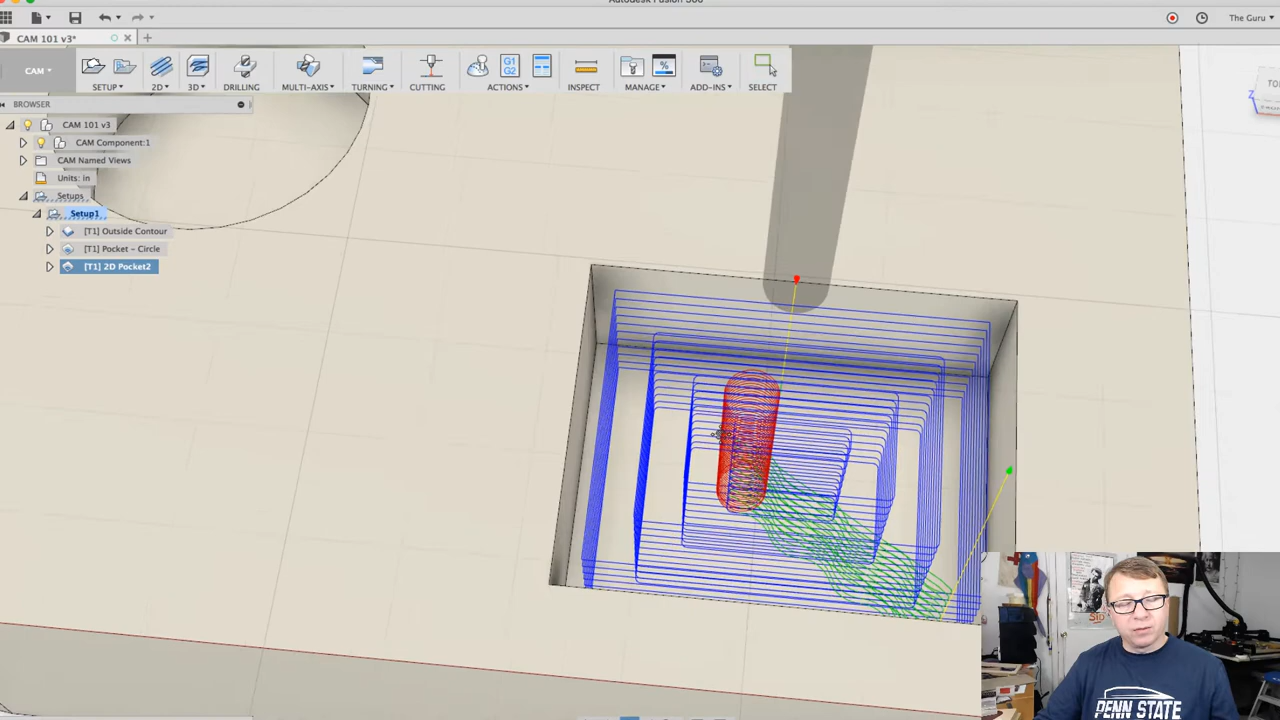 Autodesk Fusion 360
The Guru
CAM 101 v3*
CAM
SETUP
2D
3D
DRILLING
MULTI-AXIS
TURNING
CUTTING
G1
G2
ACTIONS
INSPECT
%
MANAGE
ADD-INS
SELECT
BROWSER
CAM 101 v3
CAM Component:1
CAM Named Views
Units: in
Setups
Setup1
[T1] Outside Contour
[T1] Pocket - Circle
[T1] 2D Pocket2
Z
PENN STATE